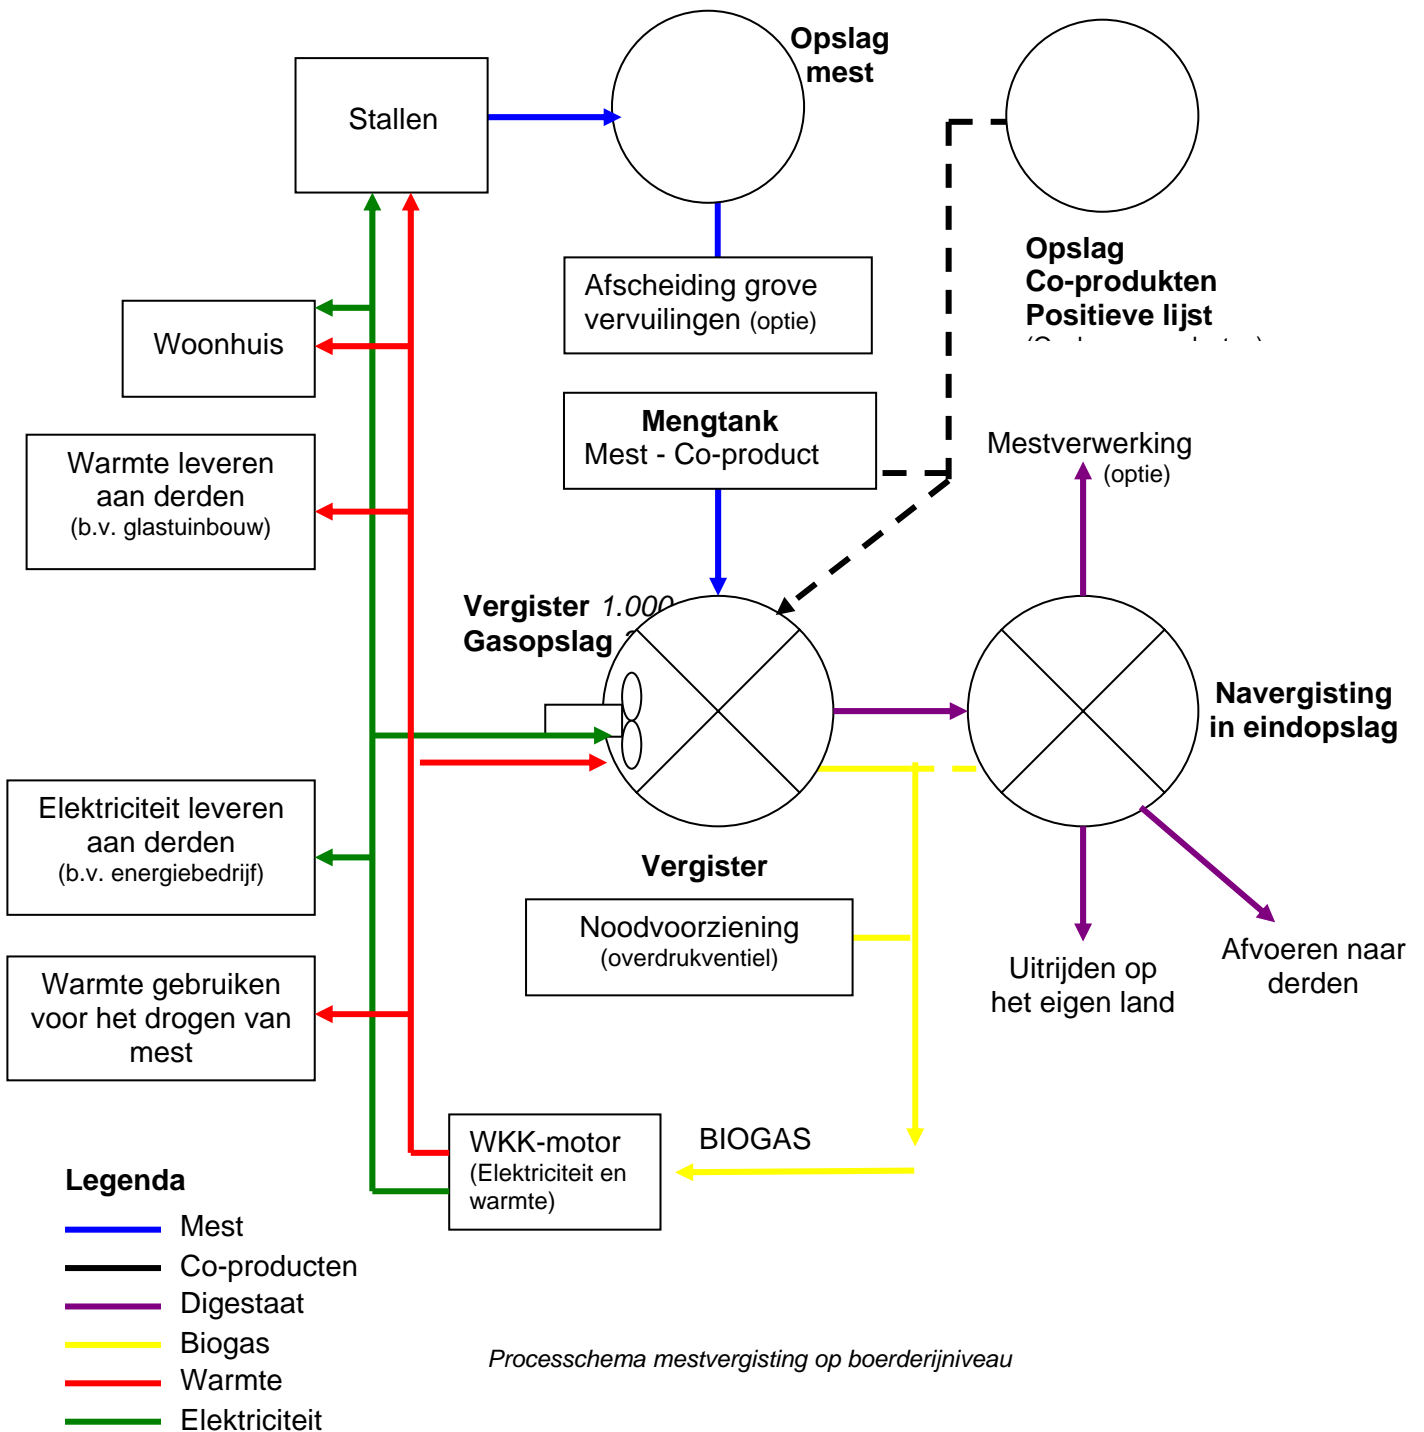 Opslag
mest
Stallen
Opslag
Co-produkten
Positieve lijst
Afscheiding grove
vervuilingen (optie)
Woonhuis
Mengtank
Mest - Co-product
Mestverwerking
(optie)
Warmte leveren
aan derden
(b.v. glastuinbouw)
Vergister 1.000
Gasopslag
Navergisting
in eindopslag
Elektriciteit leveren
aan derden
(b.v. energiebedrijf)
Vergister
Noodvoorziening
(overdrukventiel)
Uitrijden op
het eigen land
Afvoeren naar
derden
Warmte gebruiken
voor het drogen van
mest
WKK-motor
(Elektriciteit en
warmte)
BIOGAS
Legenda
Mest
Co-producten
Digestaat
Biogas
Warmte
Elektriciteit
Processchema mestvergisting op boerderijniveau